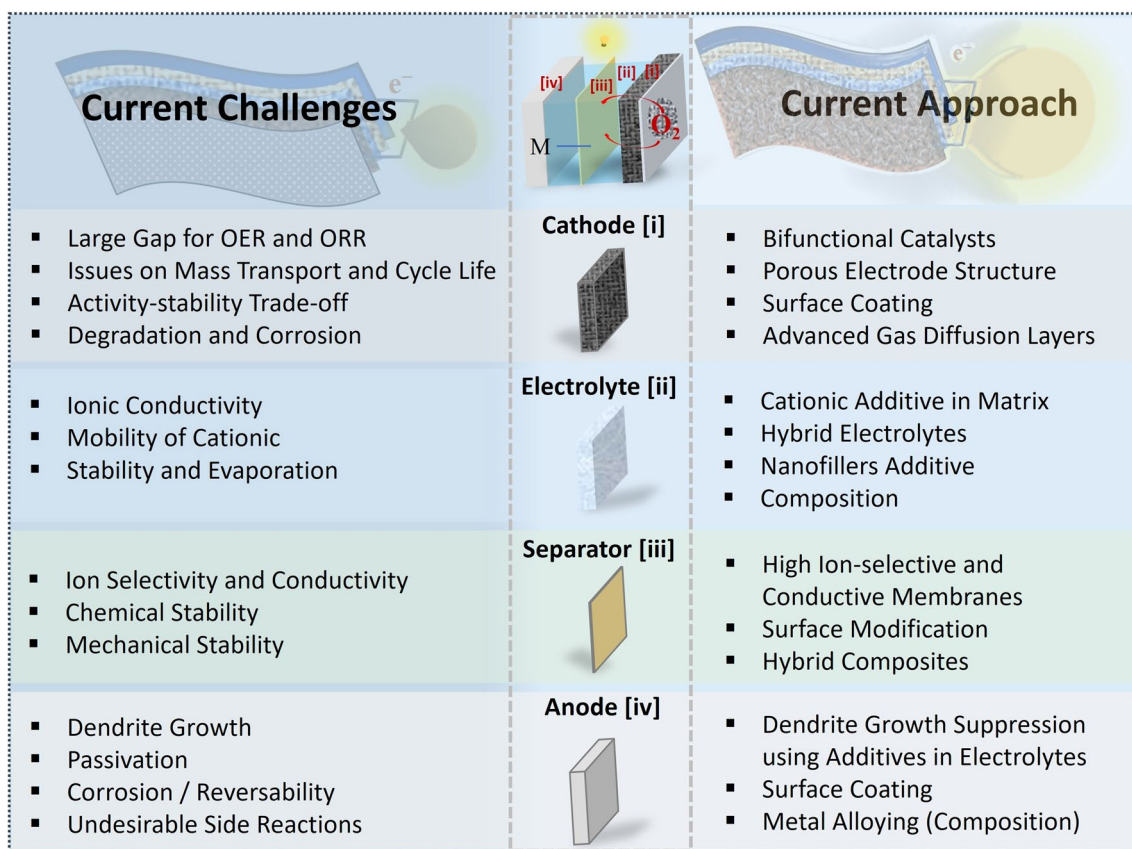 Current Challenges
e⁻
[iv]
[iii]
[ii]
[i]
O₂
M
Current Approach
e⁻
Cathode [i]
▪ Large Gap for OER and ORR
▪ Issues on Mass Transport and Cycle Life
▪ Activity-stability Trade-off
▪ Degradation and Corrosion
▪ Bifunctional Catalysts
▪ Porous Electrode Structure
▪ Surface Coating
▪ Advanced Gas Diffusion Layers
Electrolyte [ii]
▪ Ionic Conductivity
▪ Mobility of Cationic
▪ Stability and Evaporation
▪ Cationic Additive in Matrix
▪ Hybrid Electrolytes
▪ Nanofillers Additive
▪ Composition
Separator [iii]
▪ Ion Selectivity and Conductivity
▪ Chemical Stability
▪ Mechanical Stability
▪ High Ion-selective and
Conductive Membranes
▪ Surface Modification
▪ Hybrid Composites
Anode [iv]
▪ Dendrite Growth
▪ Passivation
▪ Corrosion / Reversability
▪ Undesirable Side Reactions
▪ Dendrite Growth Suppression
using Additives in Electrolytes
▪ Surface Coating
▪ Metal Alloying (Composition)